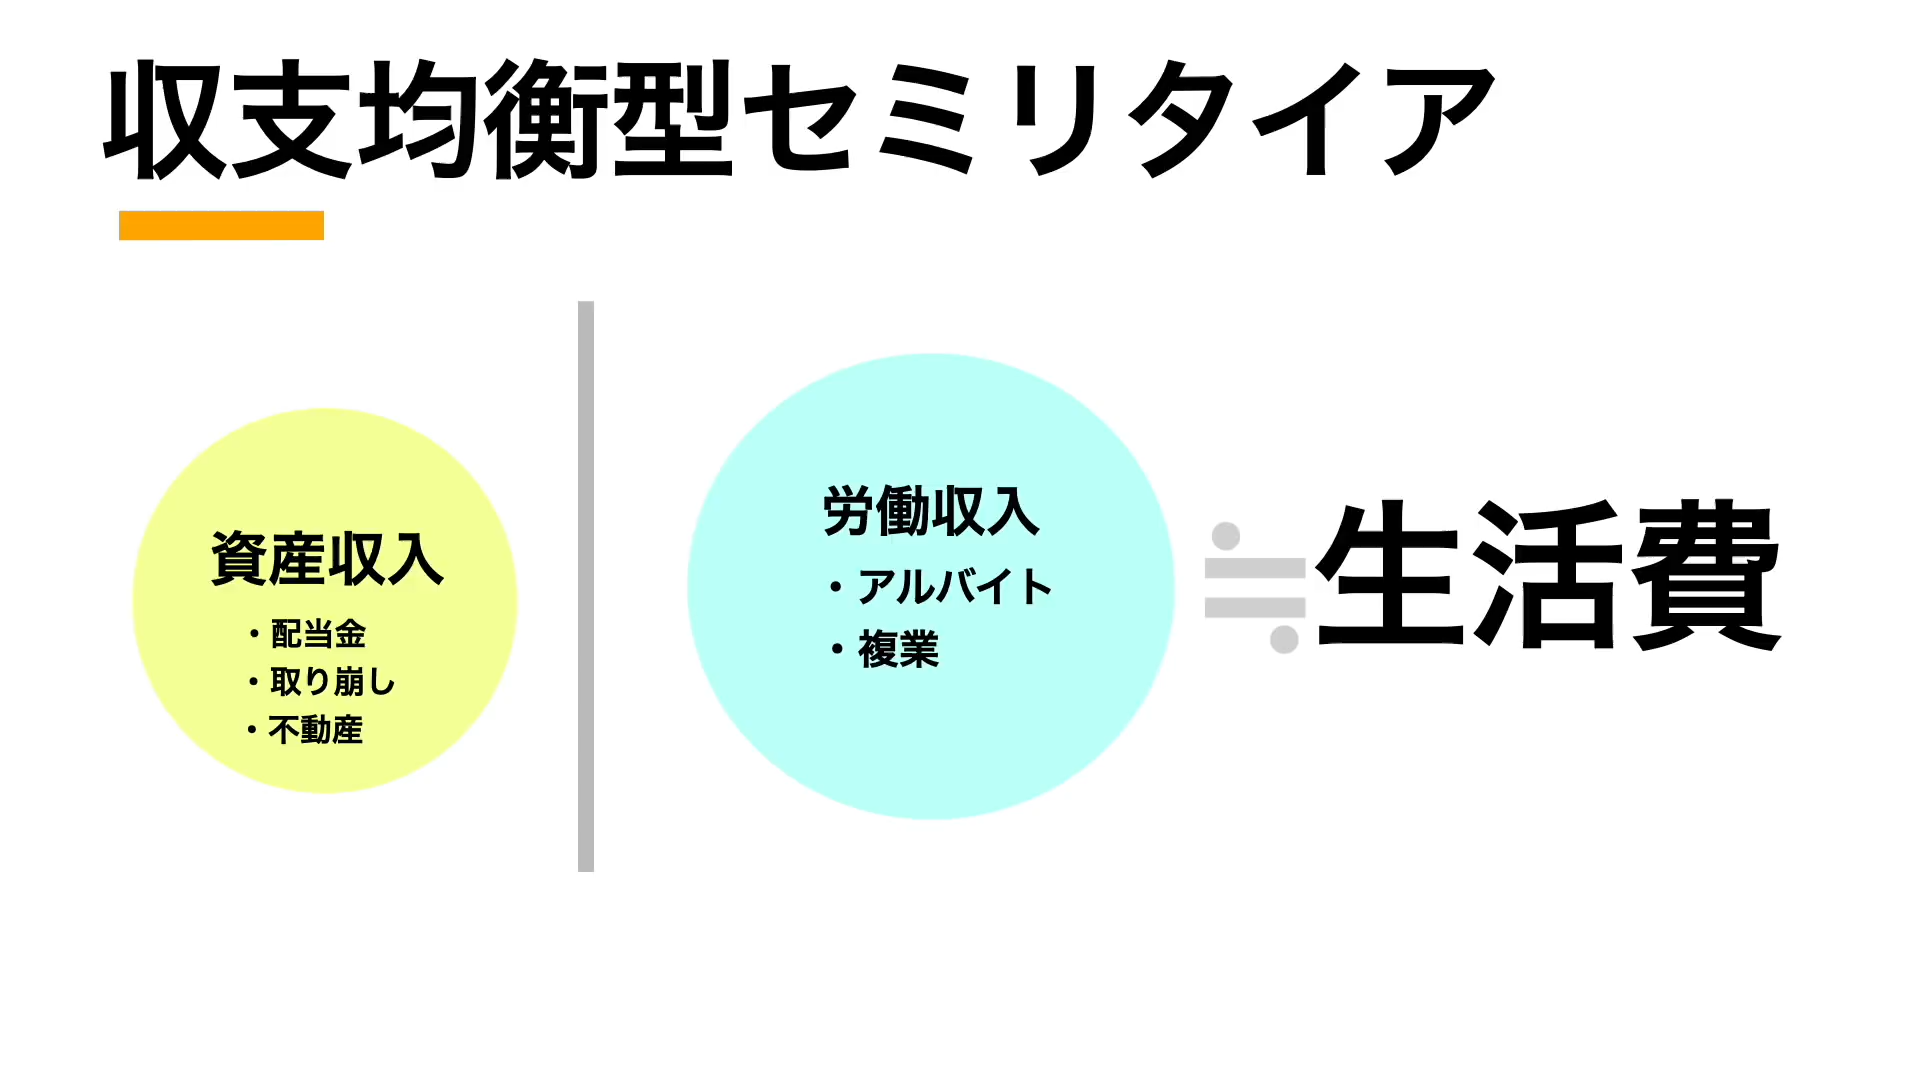 収支均衡型セミリタイア
資産収入
・配当金
・取り崩し
・不動産
労働収入
・アルバイト
・複業
≒生活費